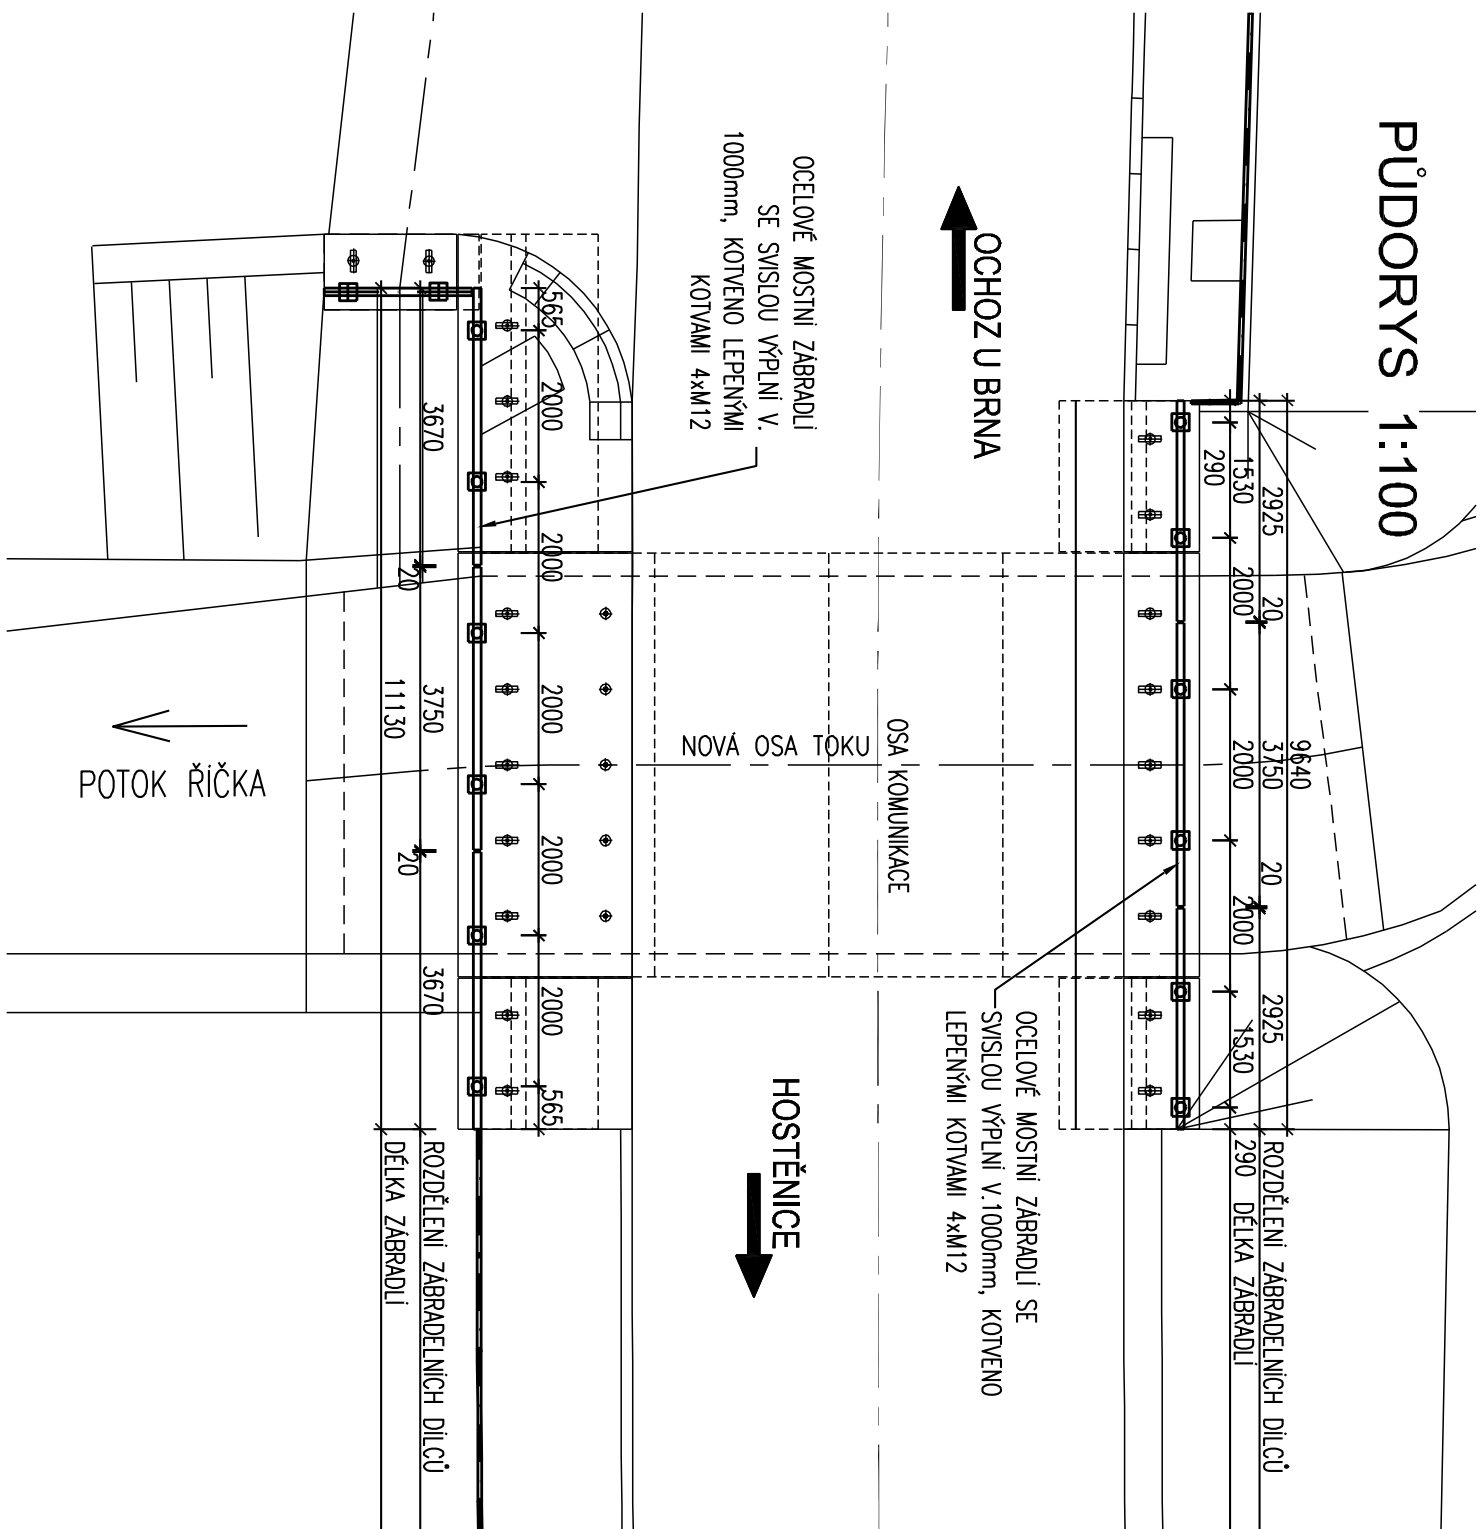 PŮDORYS 1:100
OCHOZ U BRNA
OCELOVÉ MOSTNÍ ZÁBRADLÍ
SE SVISLOU VÝPLNÍ V.
1000mm, KOTVENO LEPENÝMI
KOTVAMI 4xM12
9640
2925
20
3750
20
2925
ROZDĚLENÍ ZÁBRADELNÍCH DÍLCŮ
290
1530
2000
2000
2000
1530
290
DÉLKA ZÁBRADLÍ
OSA KOMUNIKACE
NOVÁ OSA TOKU
OCELOVÉ MOSTNÍ ZÁBRADLÍ SE
SVISLOU VÝPLNÍ V.1000mm, KOTVENO
LEPENÝMI KOTVAMI 4xM12
HOSTĚNICE
565
2000
2000
2000
2000
2000
565
3670
20
3750
20
3670
ROZDĚLENÍ ZÁBRADELNÍCH DÍLCŮ
11130
DÉLKA ZÁBRADLÍ
POTOK ŘÍČKA